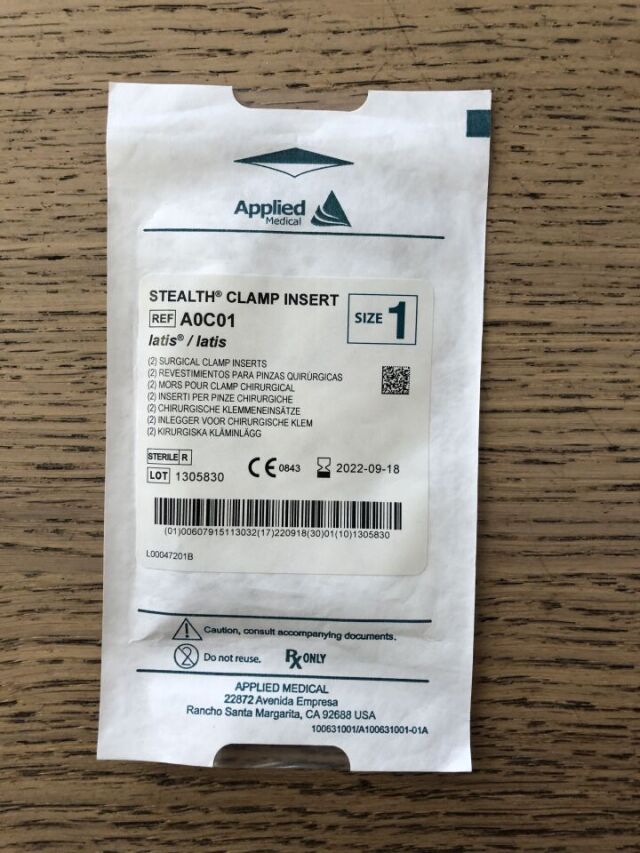 Applied
Medical
STEALTH® CLAMP INSERT
REF A0C01
latis® / latis
SIZE 1
(2) SURGICAL CLAMP INSERTS
(2) REVESTIMIENTOS PARA PINZAS QUIRÚRGICAS
(2) MORS POUR CLAMP CHIRURGICAL
(2) INSERTI PER PINZE CHIRURGICHE
(2) CHIRURGISCHE KLEMMENEINSÄTZE
(2) INLEGGER VOOR CHIRURGISCHE KLEM
(2) KIRURGISKA KLÄMINLÄGG
STERILE R
LOT 1305830
CE 0843
2022-09-18
(01)00607915113032(17)220918(30)01(10)1305830
L00047201B
Caution, consult accompanying documents.
2 Do not reuse. Rx ONLY
APPLIED MEDICAL
22872 Avenida Empresa
Rancho Santa Margarita, CA 92688 USA
100631001/A100631001-01A